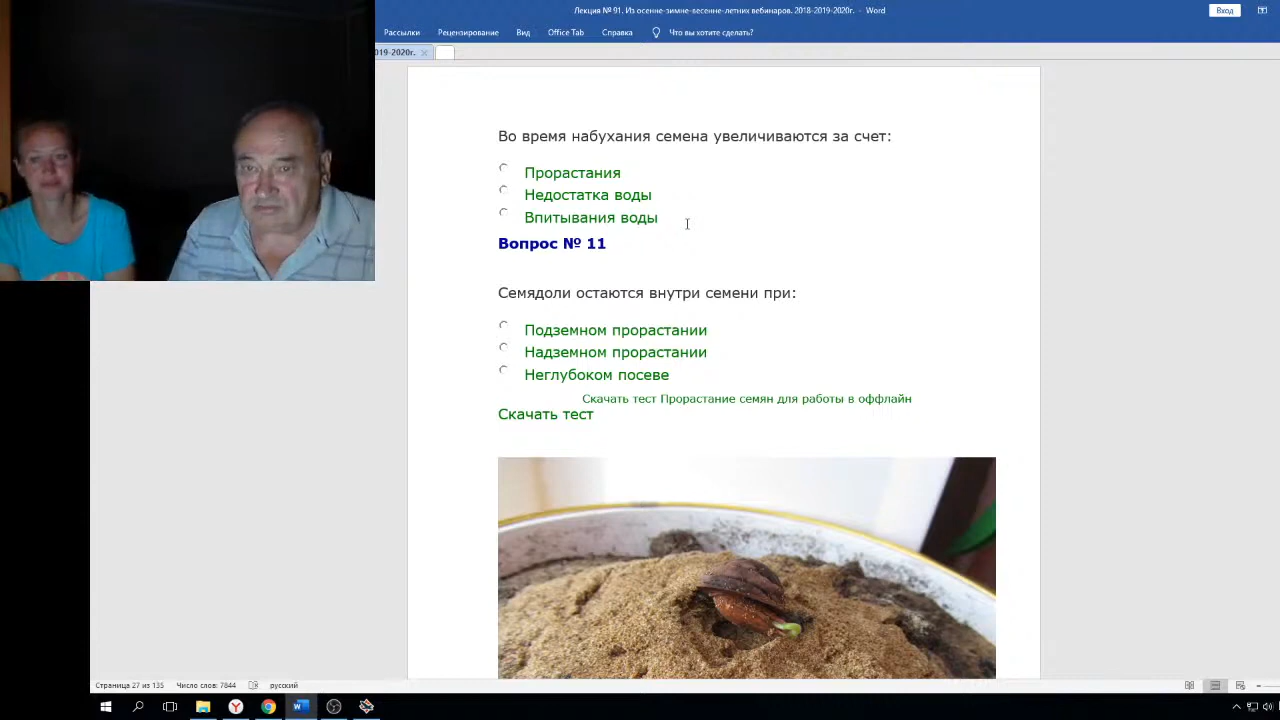 Лекция № 91. Из осенне-зимне-весенне-летних вебинаров. 2018-2019-2020г. - Word
Вход
Рассылки Рецензирование Вид Office Tab Справка Что вы хотите сделать?
019-2020г.
Во время набухания семена увеличиваются за счет:
Прорастания
Недостатка воды
Впитывания воды
Вопрос № 11
Семядоли остаются внутри семени при:
Подземном прорастании
Надземном прорастании
Неглубоком посеве
Скачать тест Прорастание семян для работы в оффлайн
Скачать тест
Страница 27 из 135 Число слов: 7844 русский